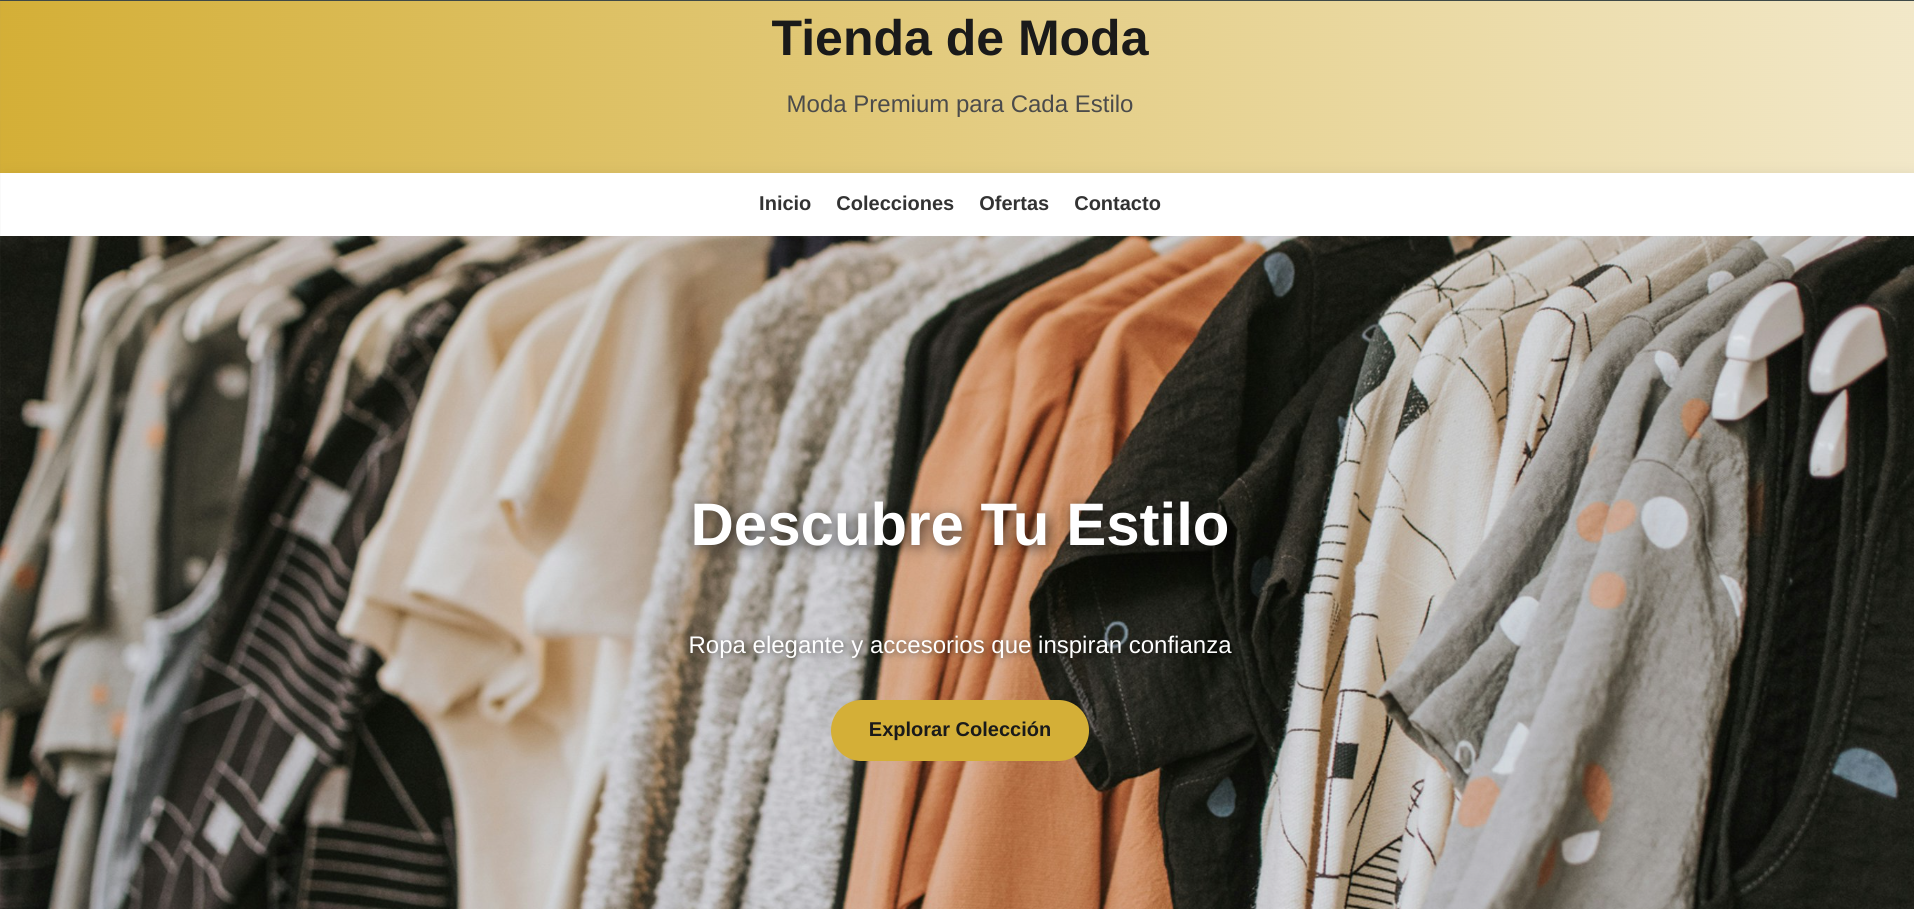 Tienda de Moda
Moda Premium para Cada Estilo
Inicio Colecciones Ofertas Contacto
Descubre Tu Estilo
Ropa elegante y accesorios que inspiran confianza
Explorar Colección